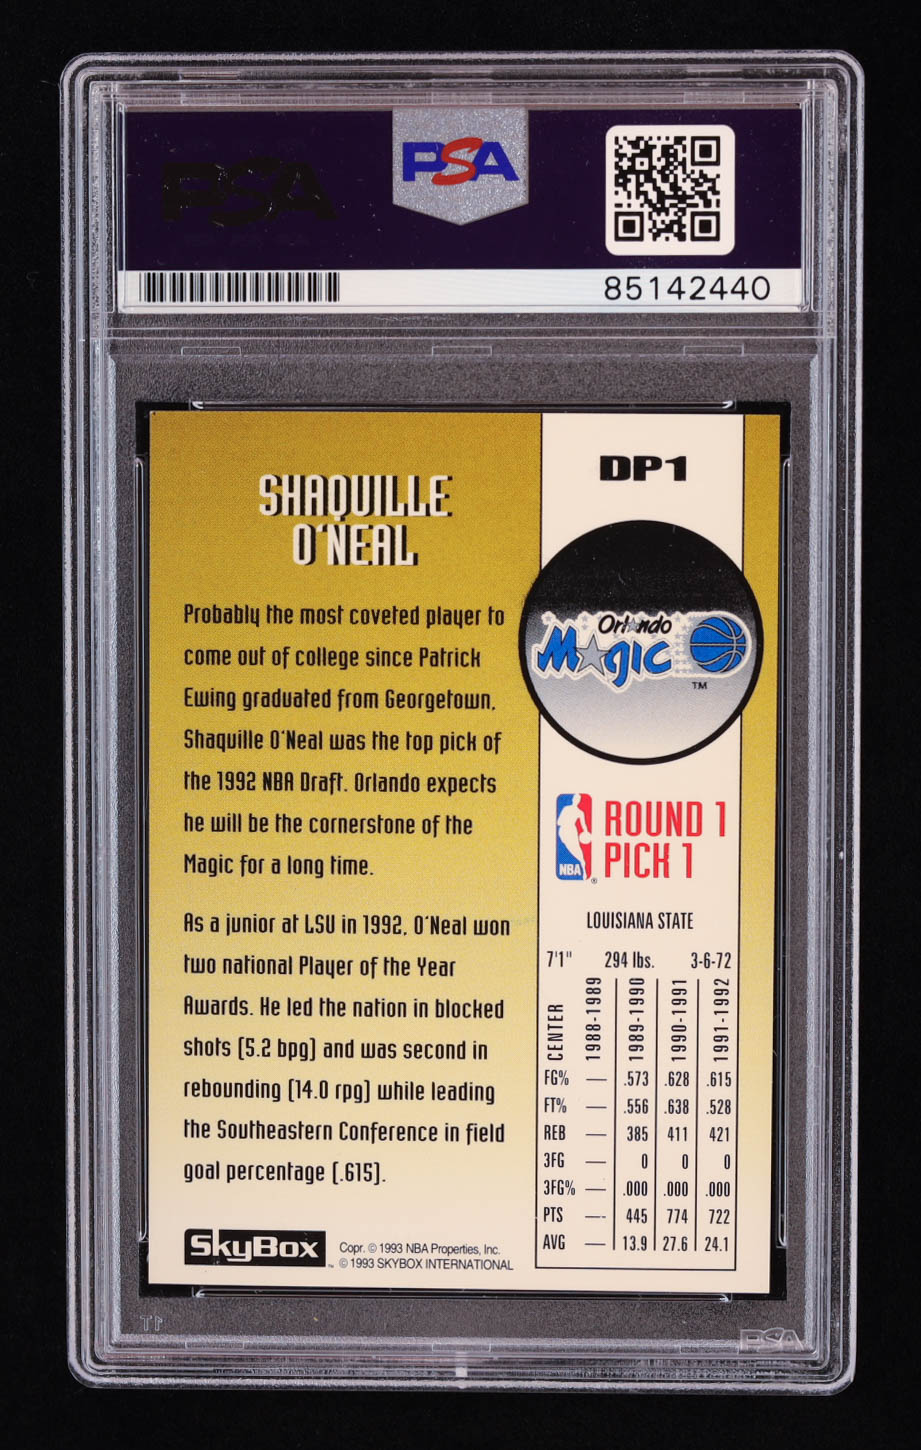 PSA
PSA
85142440
DP1
SHAQUILLE
O'NEAL
Probably the most coveted player to
come out of college since Patrick
Ewing graduated from Georgetown,
Shaquille O'Neal was the top pick of
the 1992 NBA Draft. Orlando expects
he will be the cornerstone of the
Magic for a long time.
As a junior at LSU in 1992, O'Neal won
two national Player of the Year
Awards. He led the nation in blocked
shots (5.2 bpg) and was second in
rebounding (14.0 rpg) while leading
the Southeastern Conference in field
goal percentage (.615).
SkyBox™
Copr. © 1993 NBA Properties, Inc.
© 1993 SKYBOX INTERNATIONAL
Orlando
Magic
TM
NBA®
ROUND 1
PICK 1
LOUISIANA STATE
7'1" 294 lbs. 3-6-72
CENTER 1988-1989 1989-1990 1990-1991 1991-1992
FG% — .573 .628 .615
FT% — .556 .638 .528
REB — 385 411 421
3FG — 0 0 0
3FG% — .000 .000 .000
PTS — 445 774 722
AVG — 13.9 27.6 24.1
PSA